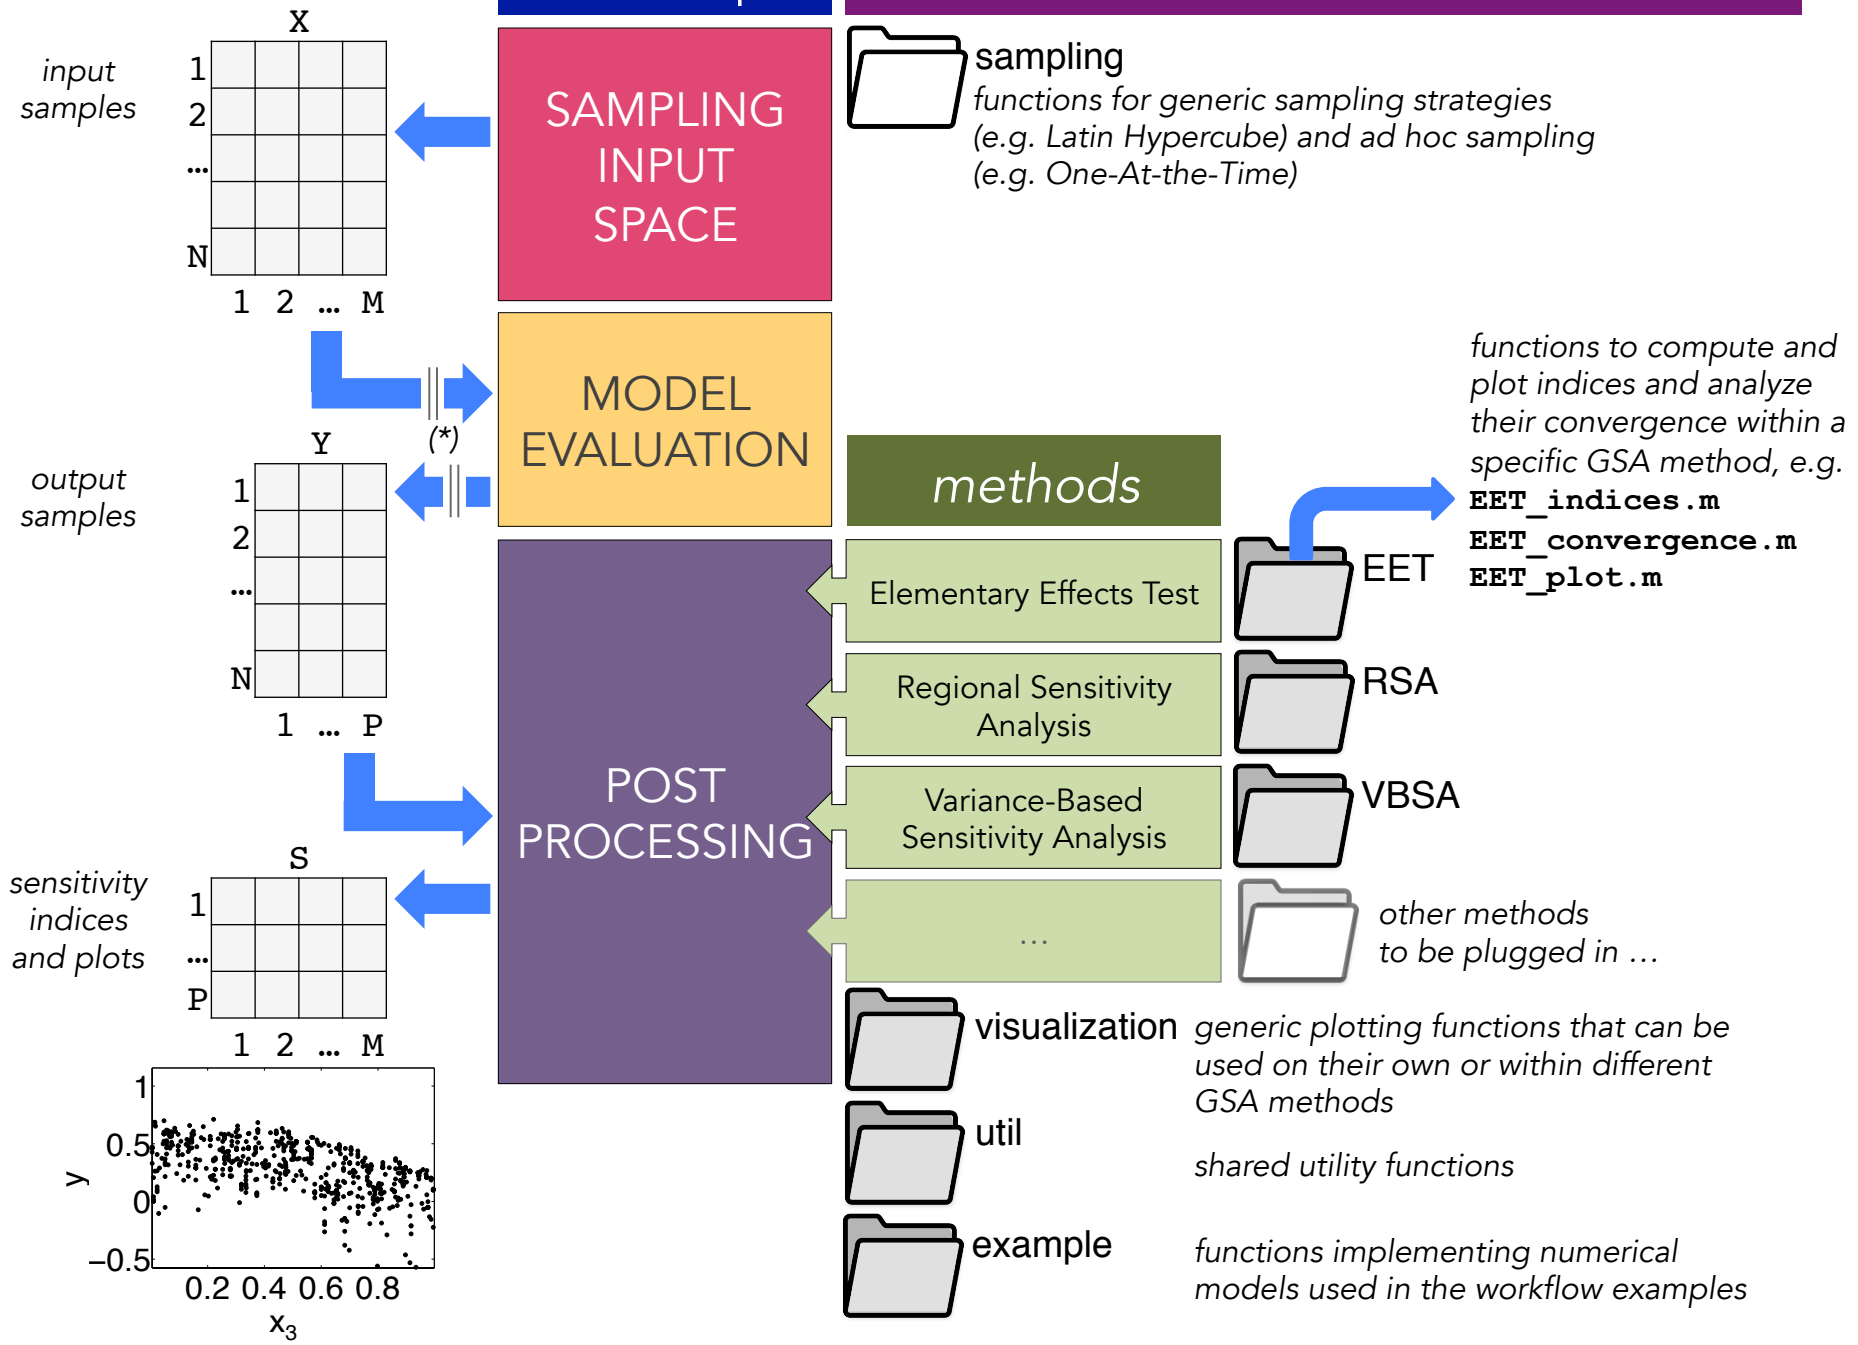 X
input
samples
1
2
...
N
1 2 ... M
SAMPLING
INPUT
SPACE
sampling
functions for generic sampling strategies
(e.g. Latin Hypercube) and ad hoc sampling
(e.g. One-At-the-Time)
(*)
MODEL
EVALUATION
Y
output
samples
1
2
...
N
1 ... P
methods
functions to compute and
plot indices and analyze
their convergence within a
specific GSA method, e.g.
EET_indices.m
EET_convergence.m
EET_plot.m
Elementary Effects Test
EET
Regional Sensitivity
Analysis
RSA
Variance-Based
Sensitivity Analysis
VBSA
...
other methods
to be plugged in ...
POST
PROCESSING
S
sensitivity
indices
and plots
1
...
P
1 2 ... M
visualization
generic plotting functions that can be
used on their own or within different
GSA methods
util
shared utility functions
example
functions implementing numerical
models used in the workflow examples
1
0.5
y
0
−0.5
0.2 0.4 0.6 0.8
x3